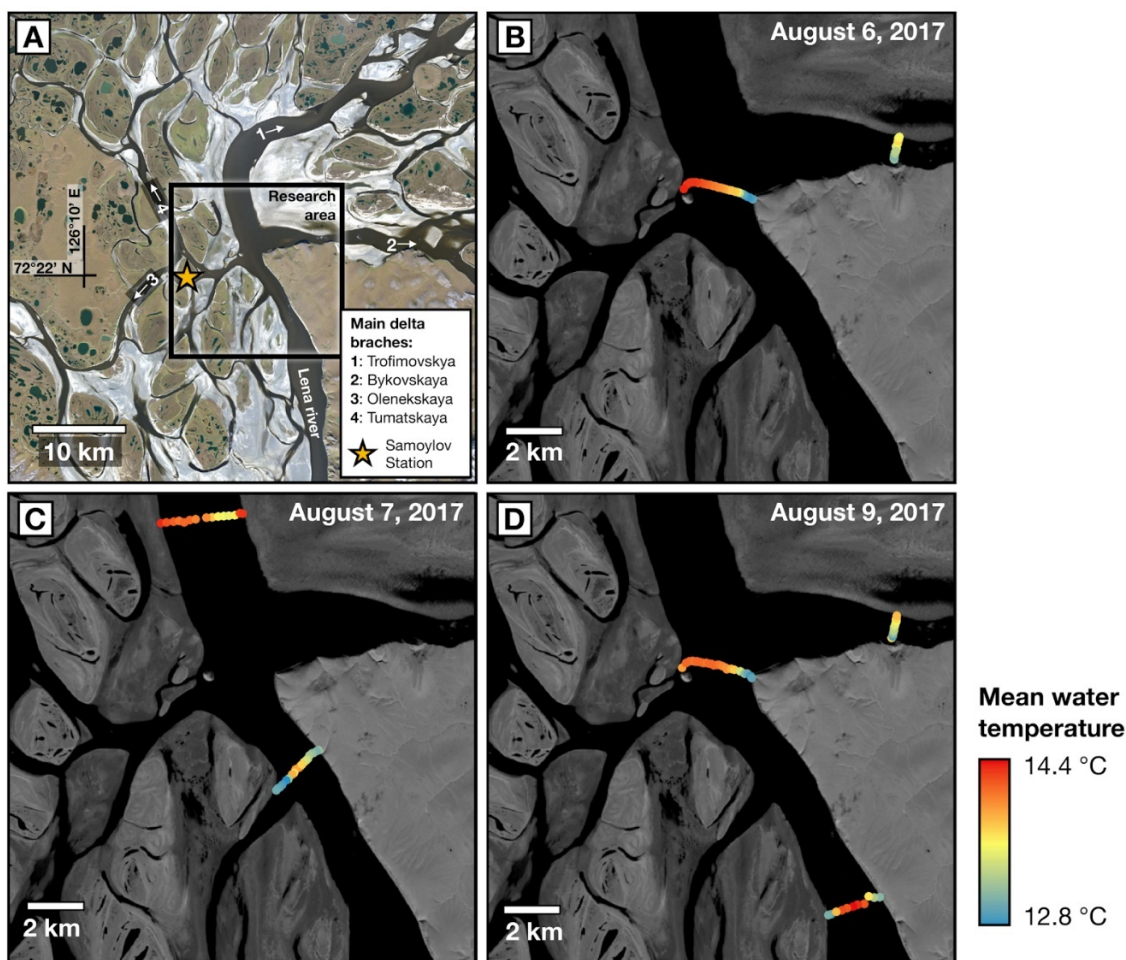 A
1→
Research
area
126°10' E
4
2→
72°22' N
3
Main delta
braches:
1: Trofimovskya
2: Bykovskaya
3: Olenekskaya
4: Tumatskaya
Samoylov
Station
Lena river
10 km
B
August 6, 2017
2 km
C
August 7, 2017
2 km
D
August 9, 2017
2 km
Mean water
temperature
14.4 °C
12.8 °C